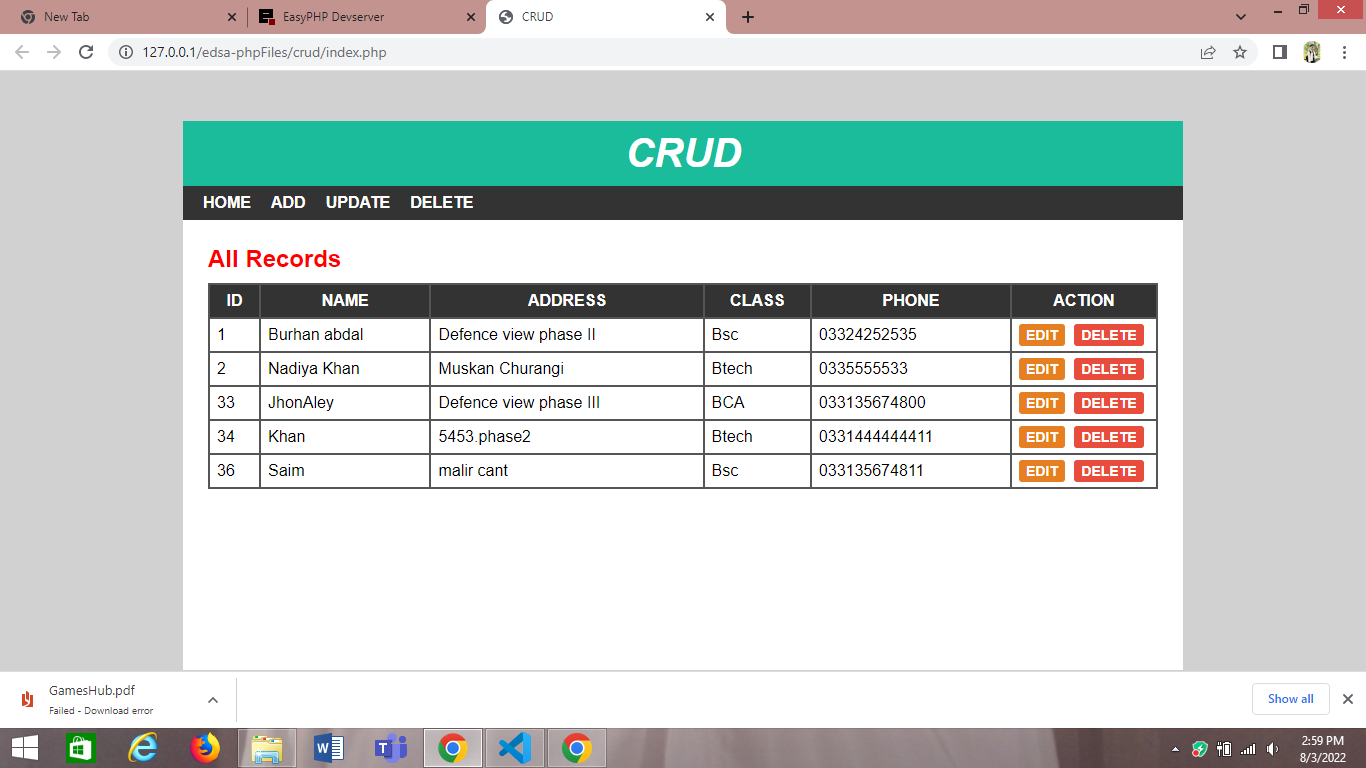 New Tab
EasyPHP Devserver
CRUD
127.0.0.1/edsa-phpFiles/crud/index.php
CRUD
HOME ADD UPDATE DELETE
All Records
ID NAME ADDRESS CLASS PHONE ACTION
1 Burhan abdal Defence view phase II Bsc 03324252535 EDIT DELETE
2 Nadiya Khan Muskan Churangi Btech 0335555533 EDIT DELETE
33 JhonAley Defence view phase III BCA 033135674800 EDIT DELETE
34 Khan 5453.phase2 Btech 0331444444411 EDIT DELETE
36 Saim malir cant Bsc 033135674811 EDIT DELETE
GamesHub.pdf
Failed - Download error
Show all
2:59 PM
8/3/2022